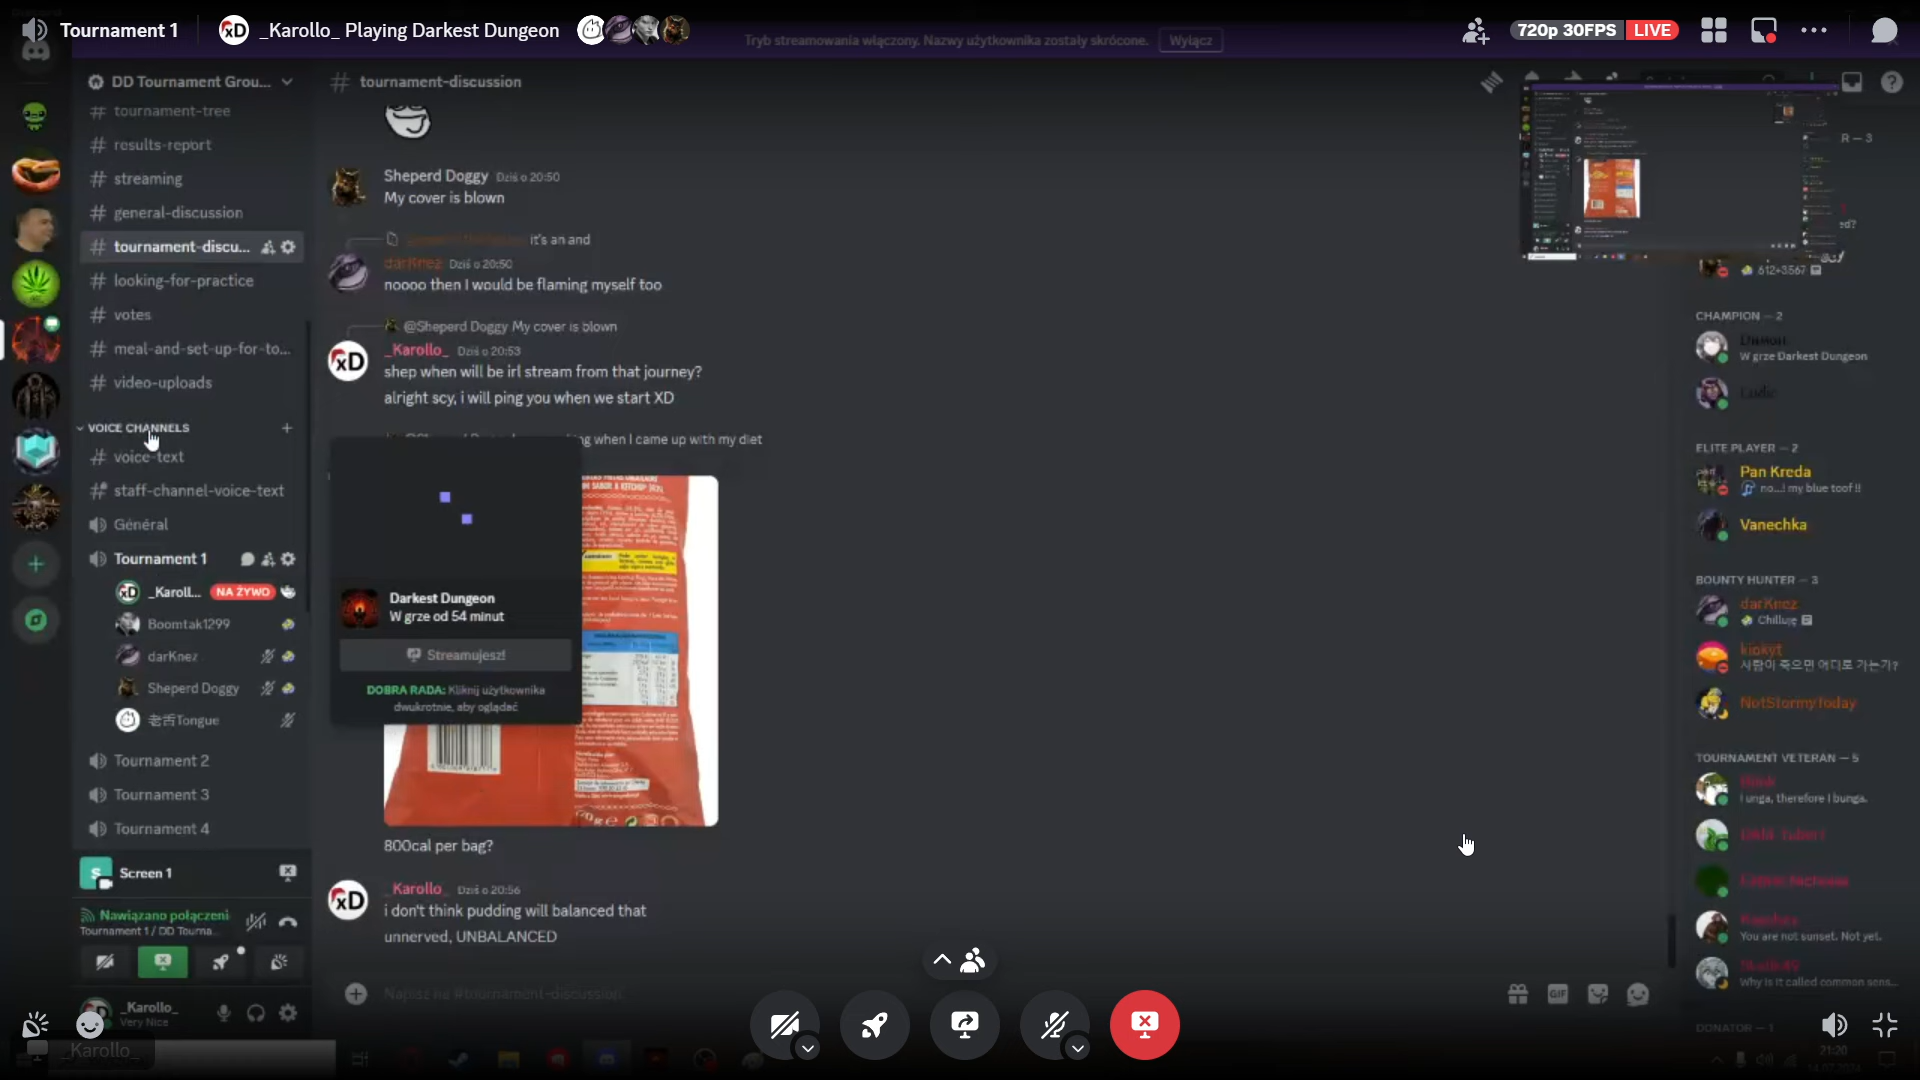 Tournament 1
xD
_Karollo_ Playing Darkest Dungeon
Tryb streamowania włączony. Nazwy użytkownika zostały skrócone.
Wyłącz
720p 30FPS
LIVE
DD Tournament Grou...
# tournament-discussion
# tournament-tree
# results-report
# streaming
# general-discussion
# tournament-discu...
# looking-for-practice
# votes
# meal-and-set-up-for-to...
# video-uploads
VOICE CHANNELS
# voice-text
# staff-channel-voice-text
Général
Tournament 1
_Karoll...
NA ŻYWO
Boomtak1299
darKnez
Sheperd Doggy
老舌Tongue
Tournament 2
Tournament 3
Tournament 4
Screen 1
Nawiązano połączeni
Tournament 1 / DD Tourna...
_Karollo_
Very Nice
_Karollo_
Sheperd Doggy Dziś o 20:50
My cover is blown
it's an and
darKnez Dziś o 20:50
noooo then I would be flaming myself too
@Sheperd Doggy My cover is blown
_Karollo_ Dziś o 20:53
shep when will be irl stream from that journey?
alright scy, i will ping you when we start XD
when I came up with my diet
Darkest Dungeon
W grze od 54 minut
Streamujesz!
DOBRA RADA: Kliknij użytkownika
dwukrotnie, aby oglądać
800cal per bag?
_Karollo_ Dziś o 20:56
i don't think pudding will balanced that
unnerved, UNBALANCED
Napisz na #tournament-discussion
GIF
R — 3
612+3567
CHAMPION — 2
W grze Darkest Dungeon
Ludic
ELITE PLAYER — 2
Pan Kreda
no...! my blue toof !!
Vanechka
BOUNTY HUNTER — 3
darKnez
Chilluję
kiokyt
사람이 죽으면 어디로 가는가?
NotStormyToday
TOURNAMENT VETERAN — 5
I unga, therefore I bunga.
You are not sunset. Not yet.
Why is it called common sens...
DONATOR — 1
21:20